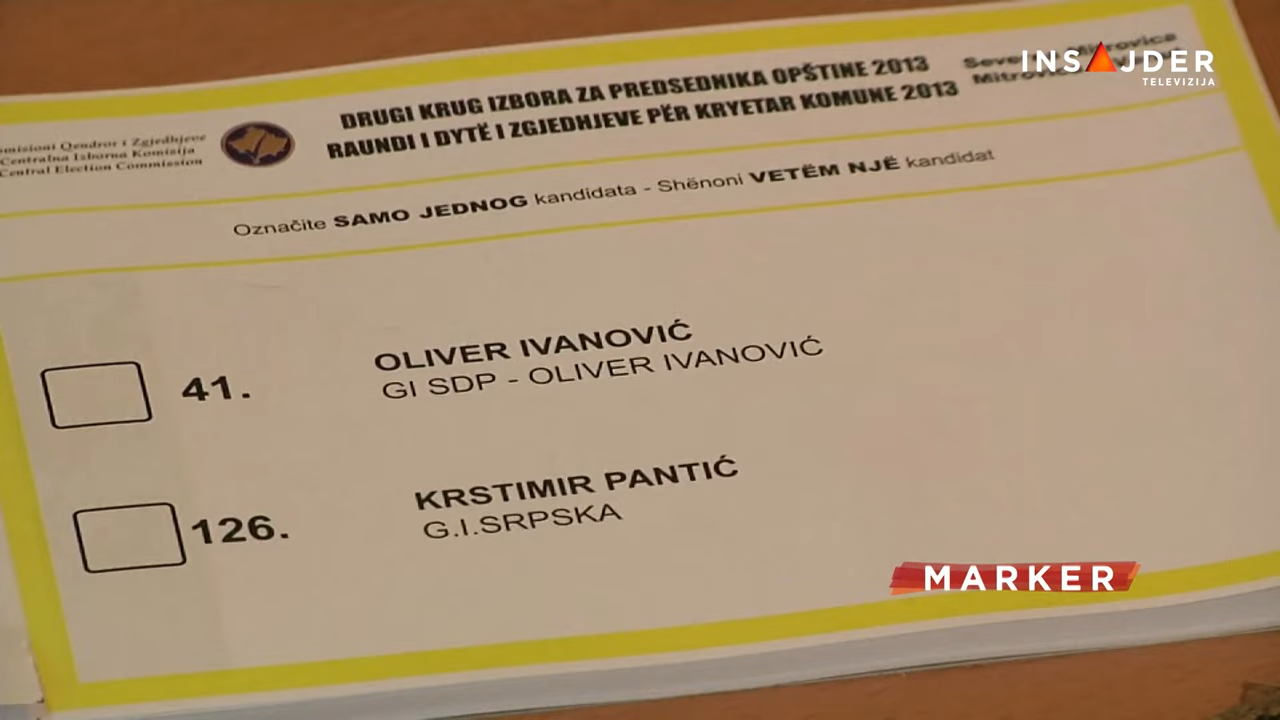 INSAJDER
TELEVIZIJA
Qendror i Zgjedhjeve
Centralna Izborna Komisija
Central Election Commission
DRUGI KRUG IZBORA ZA PREDSEDNIKA OPŠTINE 2013
RAUNDI I DYTË I ZGJEDHJEVE PËR KRYETAR KOMUNE 2013
Označite SAMO JEDNOG kandidata - Shënoni VETËM NJË kandidat
41.
OLIVER IVANOVIĆ
GI SDP - OLIVER IVANOVIĆ
126.
KRSTIMIR PANTIĆ
G.I.SRPSKA
MARKER